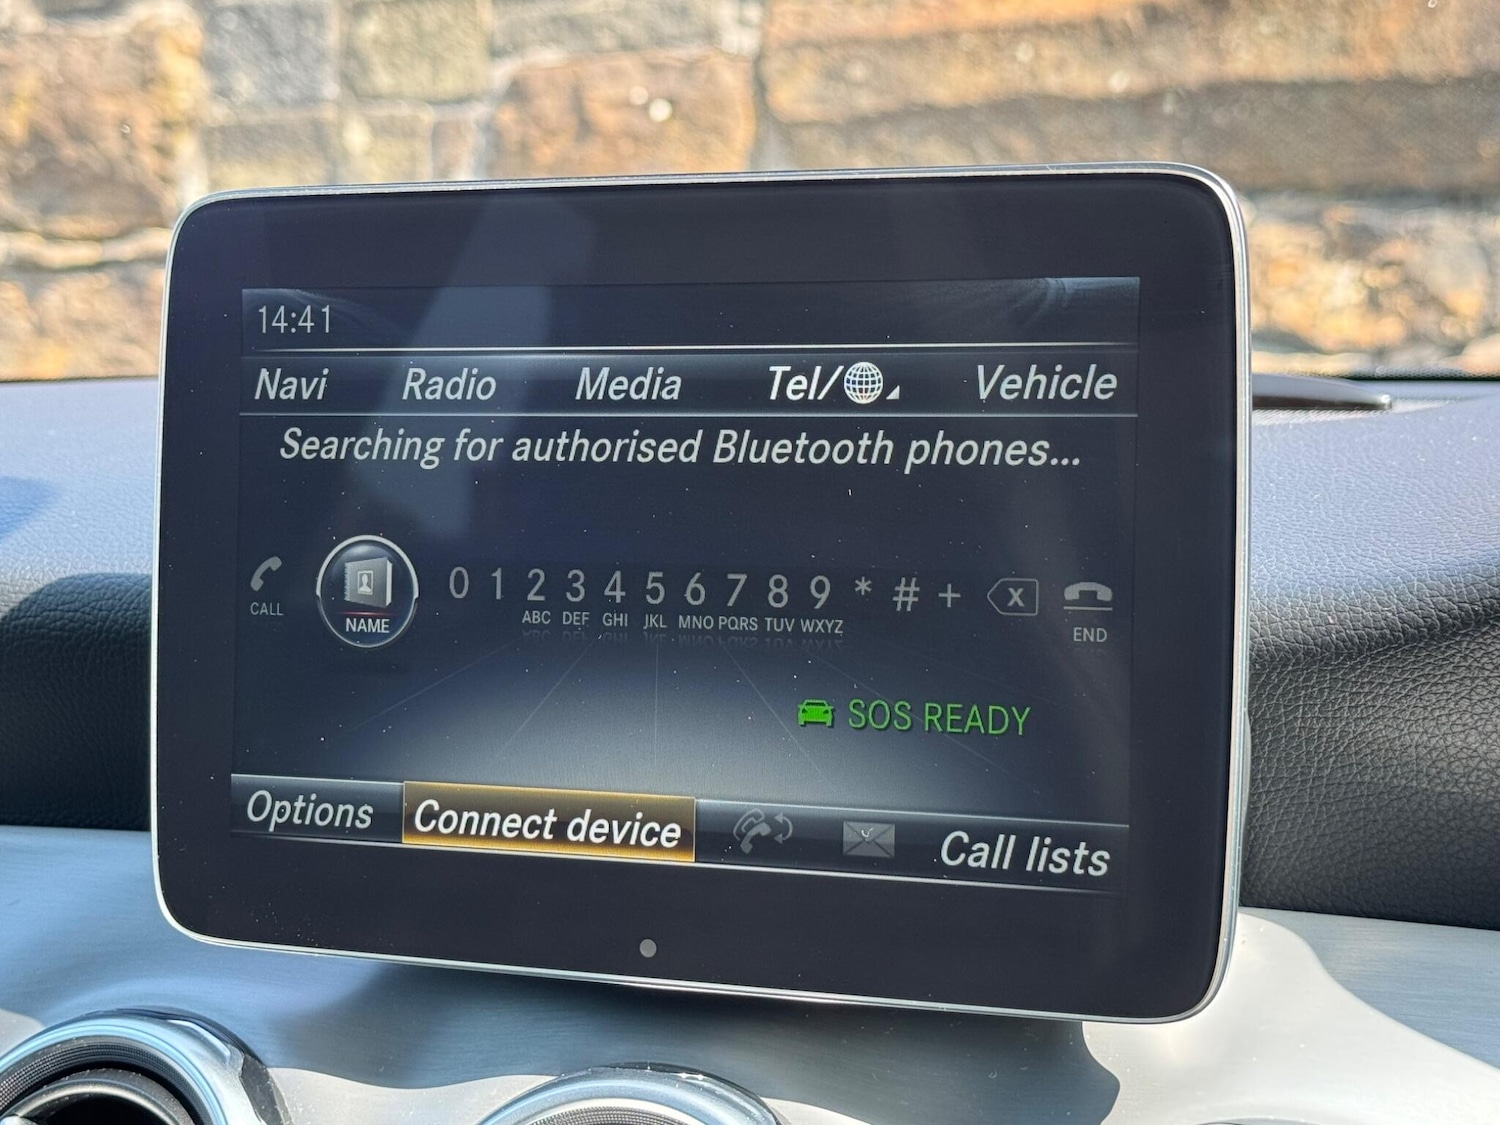 14:41
Navi Radio Media Tel/ Vehicle
Searching for authorised Bluetooth phones...
0 1 2 3 4 5 6 7 8 9 * # + X
CALL NAME ABC DEF GHI JKL MNO PQRS TUV WXYZ END
SOS READY
Options Connect device Call lists